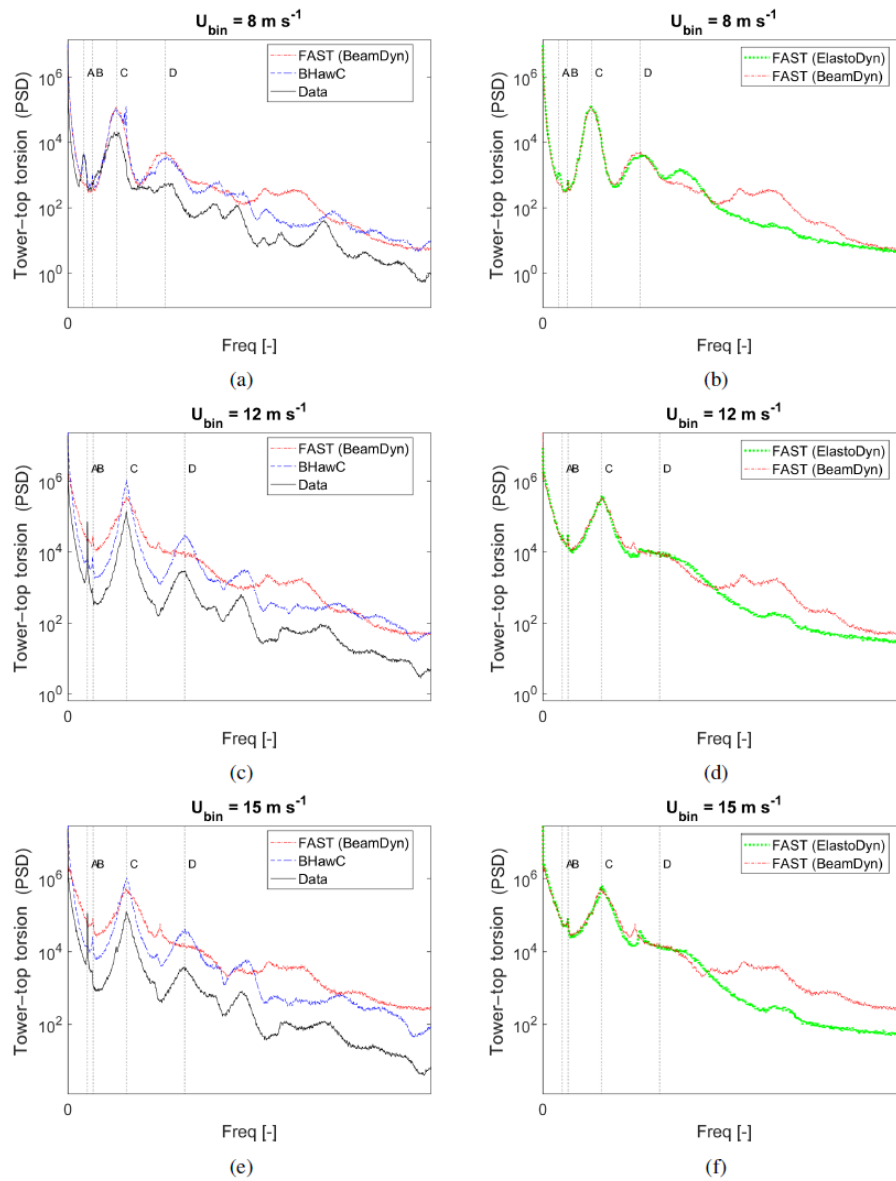 U_bin = 8 m s^-1
Tower-top torsion (PSD)
10^6
10^4
10^2
10^0
A B C D
FAST (BeamDyn)
BHawC
Data
0
Freq [-]
(a)
U_bin = 8 m s^-1
Tower-top torsion (PSD)
10^6
10^4
10^2
10^0
A B C D
FAST (ElastoDyn)
FAST (BeamDyn)
0
Freq [-]
(b)
U_bin = 12 m s^-1
Tower-top torsion (PSD)
10^6
10^4
10^2
10^0
A B C D
FAST (BeamDyn)
BHawC
Data
0
Freq [-]
(c)
U_bin = 12 m s^-1
Tower-top torsion (PSD)
10^6
10^4
10^2
10^0
A B C D
FAST (ElastoDyn)
FAST (BeamDyn)
0
Freq [-]
(d)
U_bin = 15 m s^-1
Tower-top torsion (PSD)
10^6
10^4
10^2
A B C D
FAST (BeamDyn)
BHawC
Data
0
Freq [-]
(e)
U_bin = 15 m s^-1
Tower-top torsion (PSD)
10^6
10^4
10^2
A B C D
FAST (ElastoDyn)
FAST (BeamDyn)
0
Freq [-]
(f)